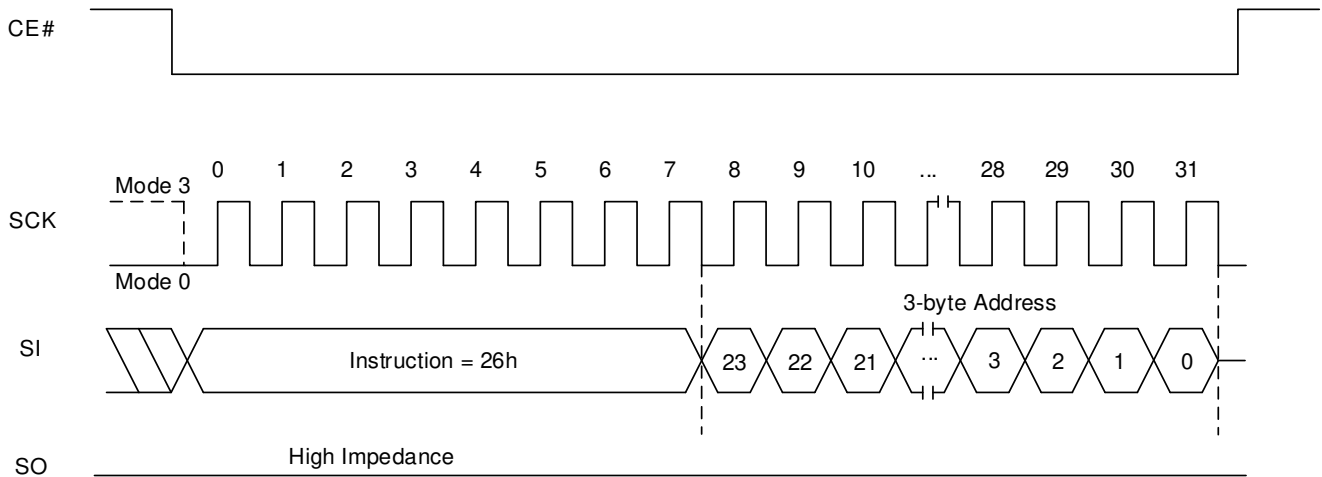 CE#
0 1 2 3 4 5 6 7 8 9 10 ... 28 29 30 31
Mode 3
SCK
Mode 0
3-byte Address
SI
Instruction = 26h 23 22 21 ... 3 2 1 0
High Impedance
SO